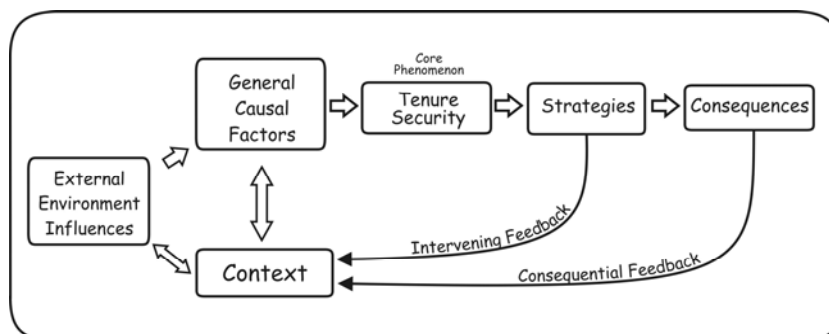 Core
Phenomenon
General
Causal
Factors
Tenure
Security
Strategies
Consequences
External
Environment
Influences
Context
Intervening Feedback
Consequential Feedback